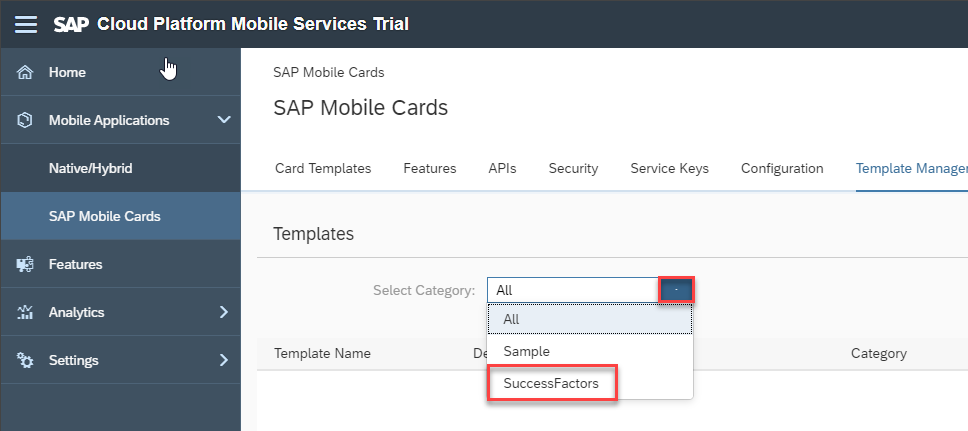 SAP Cloud Platform Mobile Services Trial
Home
Mobile Applications
Native/Hybrid
SAP Mobile Cards
Features
Analytics
Settings
SAP Mobile Cards
SAP Mobile Cards
Card Templates Features APIs Security Service Keys Configuration Template Manager
Templates
Select Category: All
All
Sample
SuccessFactors
Template Name De Category